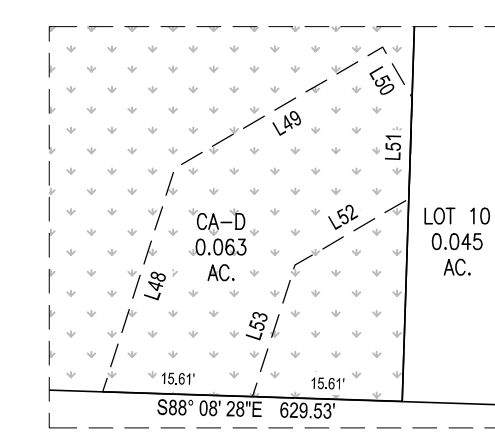 L50
L49
L51
L52
CA-D
0.063
AC.
LOT 10
0.045
AC.
L48
L53
15.61'
15.61'
S88° 08' 28"E 629.53'